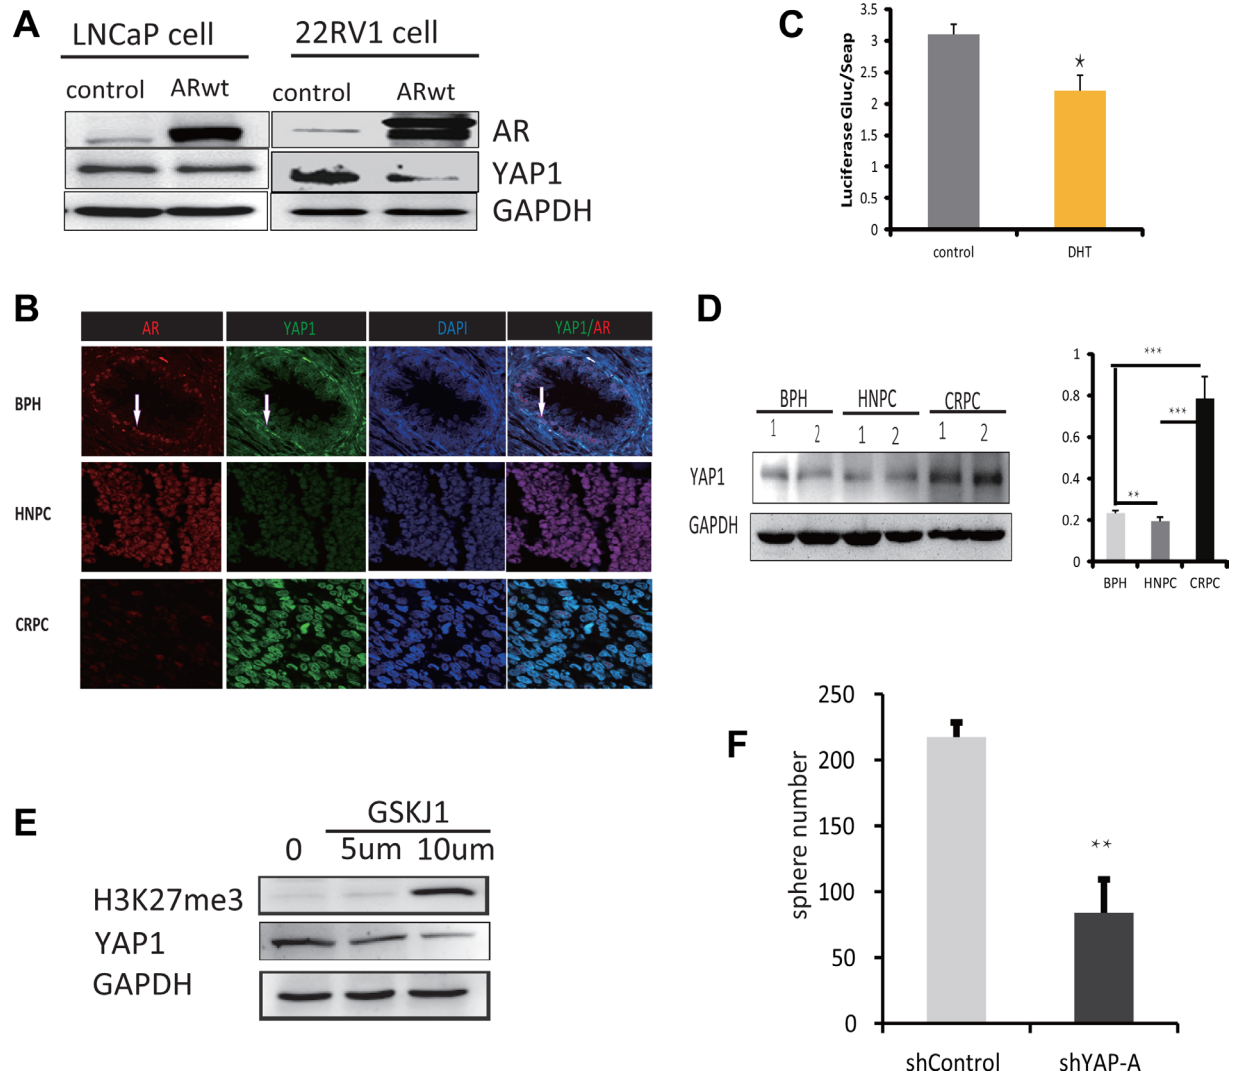 A
LNCaP cell
22RV1 cell
control ARwt
control ARwt
AR
YAP1
GAPDH
C
Luciferase Gluc/Seap
3.5
3
2.5
2
1.5
1
0.5
0
*
control
DHT
B
AR
YAP1
DAPI
YAP1/AR
BPH
HNPC
CRPC
D
BPH
HNPC
CRPC
1 2 1 2 1 2
YAP1
GAPDH
1
0.8
0.6
0.4
0.2
0
***
***
**
BPH HNPC CRPC
E
GSKJ1
0 5um 10um
H3K27me3
YAP1
GAPDH
F
sphere number
250
200
150
100
50
0
**
shControl
shYAP-A